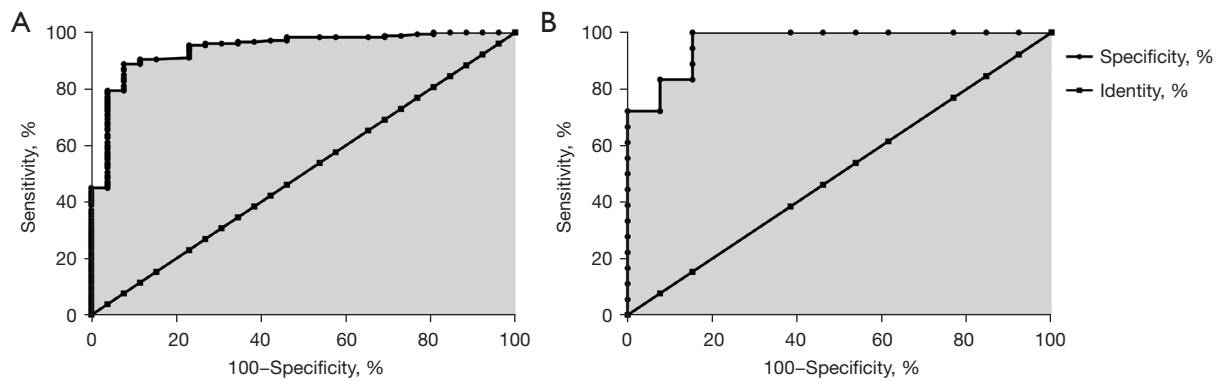 A
B
100
80
60
40
20
0
Sensitivity, %
0 20 40 60 80 100
100–Specificity, %
100
80
60
40
20
0
Sensitivity, %
0 20 40 60 80 100
100–Specificity, %
Specificity, %
Identity, %